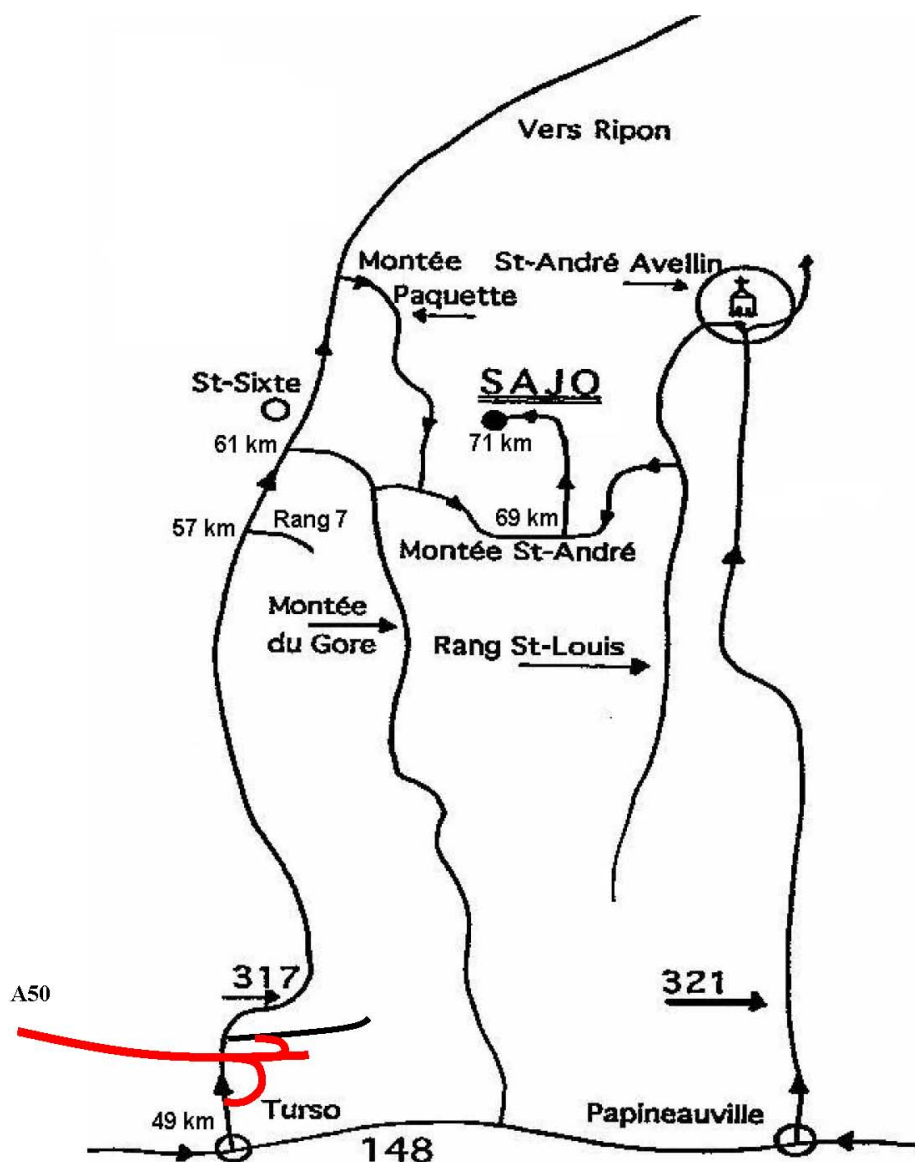 Vers Ripon
Montée
Paquette
St-André Avellin
St-Sixte
SAJO
61 km
71 km
57 km
Rang 7
69 km
Montée St-André
Montée
du Gore
Rang St-Louis
317
321
A50
49 km
Turso
Papineauville
148